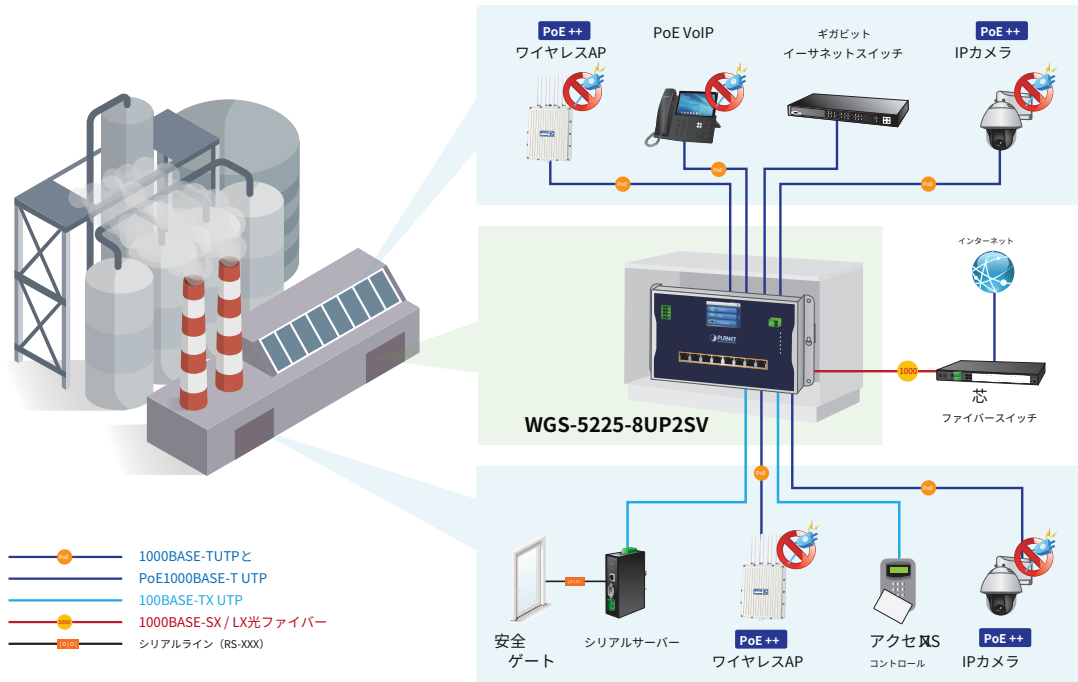 PoE ++
ワイヤレスAP
PoE VoIP
ギガビット
イーサネットスイッチ
PoE ++
IPカメラ
PoE
PoE
PoE
インターネット
PLANET
1000
芯
ファイバースイッチ
WGS-5225-8UP2SV
PoE
PoE
PoE 1000BASE-TUTPと
PoE1000BASE-T UTP
100BASE-TX UTP
1000 1000BASE-SX / LX光ファイバー
シリアルライン（RS-XXX）
安全
ゲート
シリアルサーバー
PoE ++
ワイヤレスAP
アクセス
コントロール
PoE ++
IPカメラ